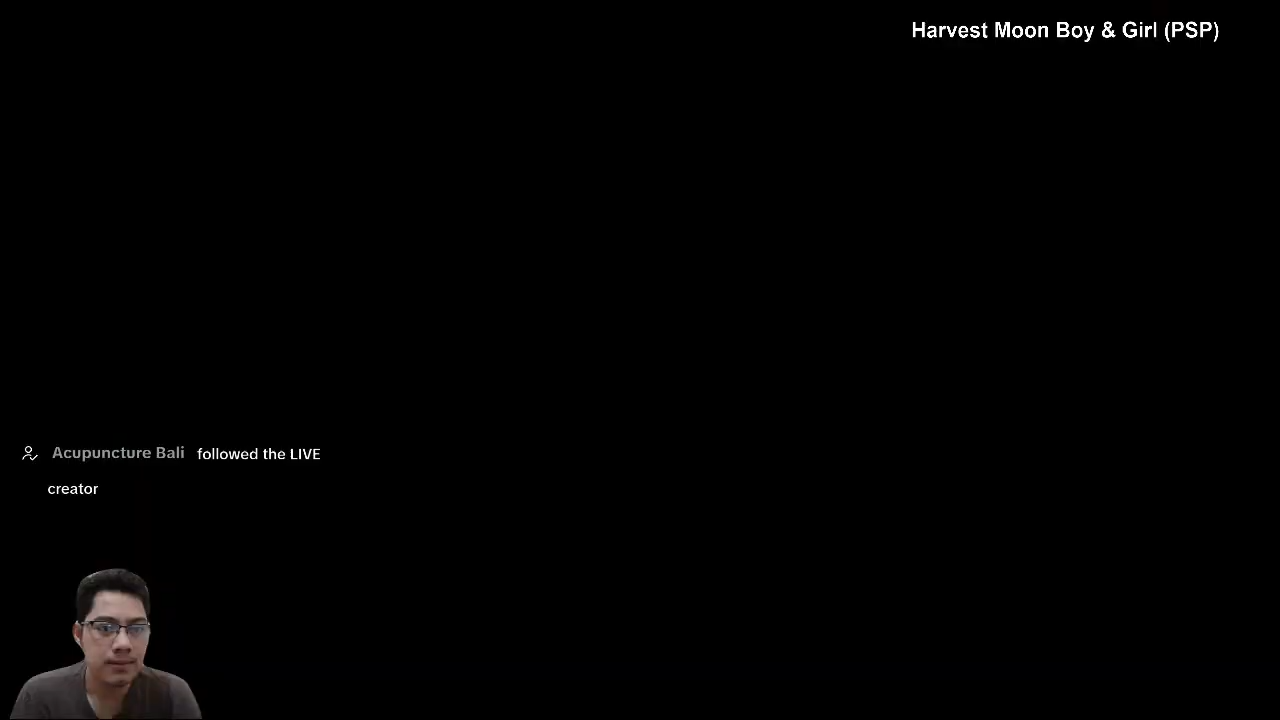 Harvest Moon Boy & Girl (PSP)
Acupuncture Bali followed the LIVE
creator